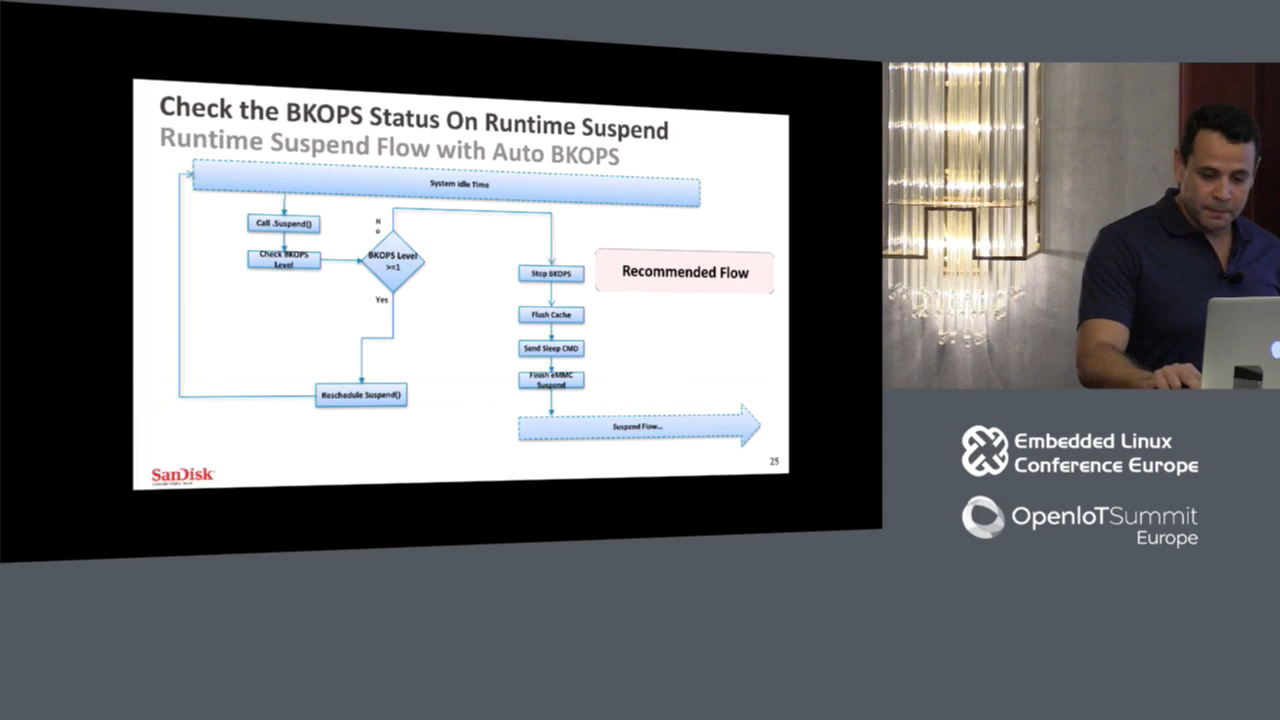 Check the BKOPS Status On Runtime Suspend
Runtime Suspend Flow with Auto BKOPS
System Idle Time
Call .Suspend()
Check BKOPS
Level
N
o
BKOPS Level
>=1
Yes
Reschedule Suspend()
Stop BKOPS
Flush Cache
Send Sleep CMD
Finish eMMC
Suspend
Recommended Flow
Suspend Flow...
25
SanDisk
Embedded Linux
Conference Europe
OpenIoTSummit
Europe